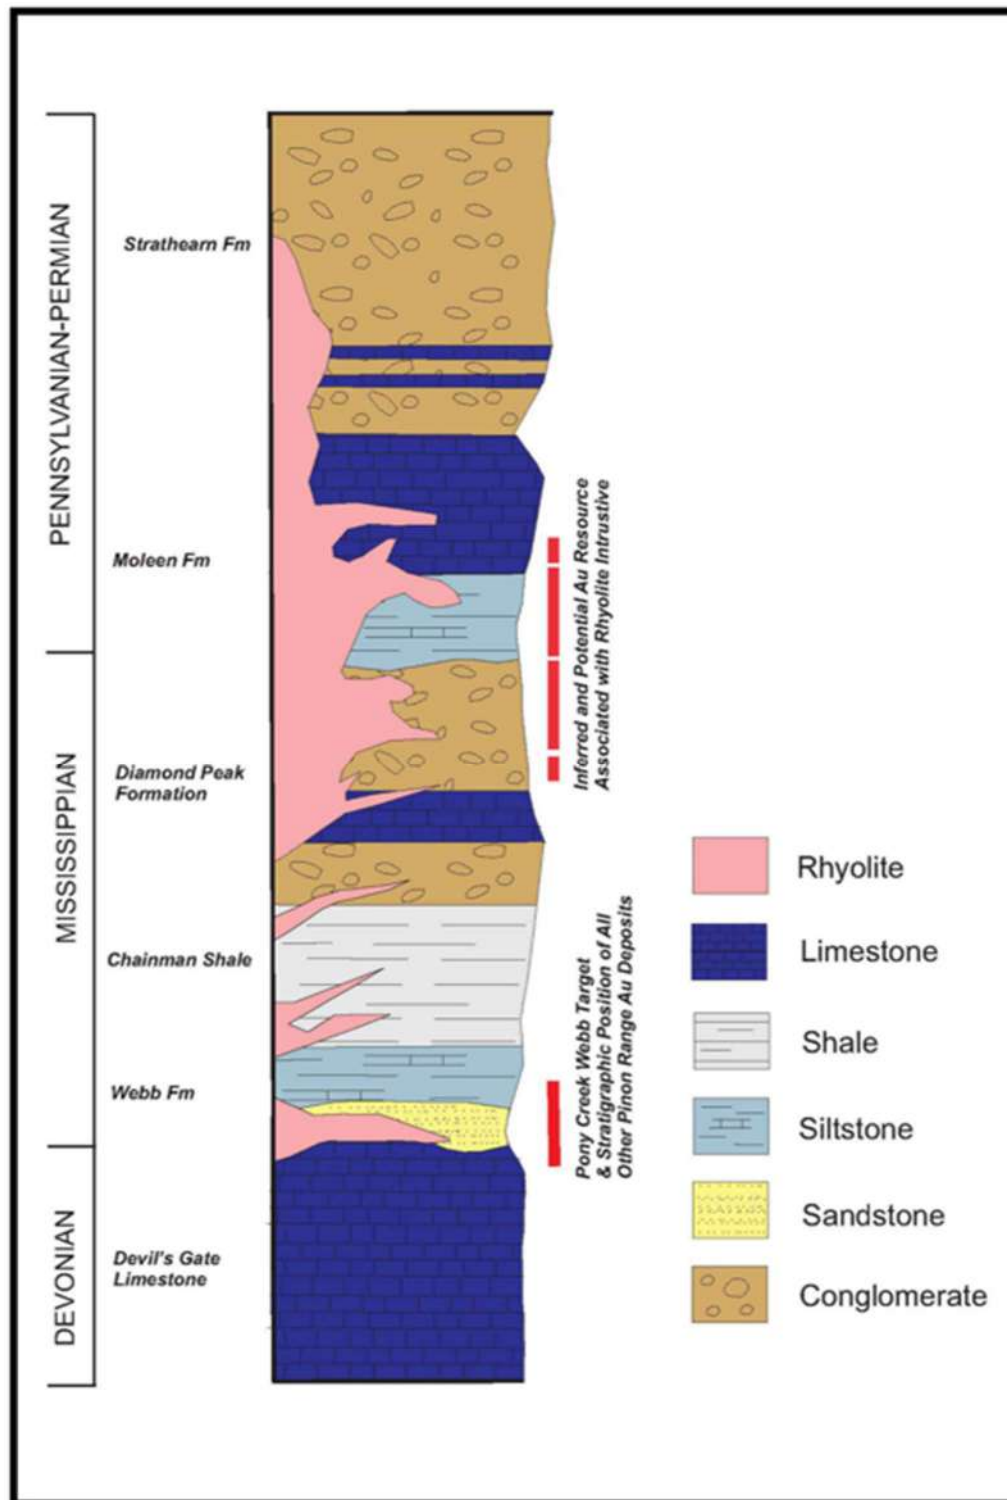 PENNSYLVANIAN-PERMIAN
MISSISSIPPIAN
DEVONIAN
Strathearn Fm
Moleen Fm
Diamond Peak
Formation
Chainman Shale
Webb Fm
Devil's Gate
Limestone
Inferred and Potential Au Resource
Associated with Rhyolite Intrustive
Pony Creek Webb Target
& Stratigraphic Position of All
Other Pinon Range Au Deposits
Rhyolite
Limestone
Shale
Siltstone
Sandstone
Conglomerate